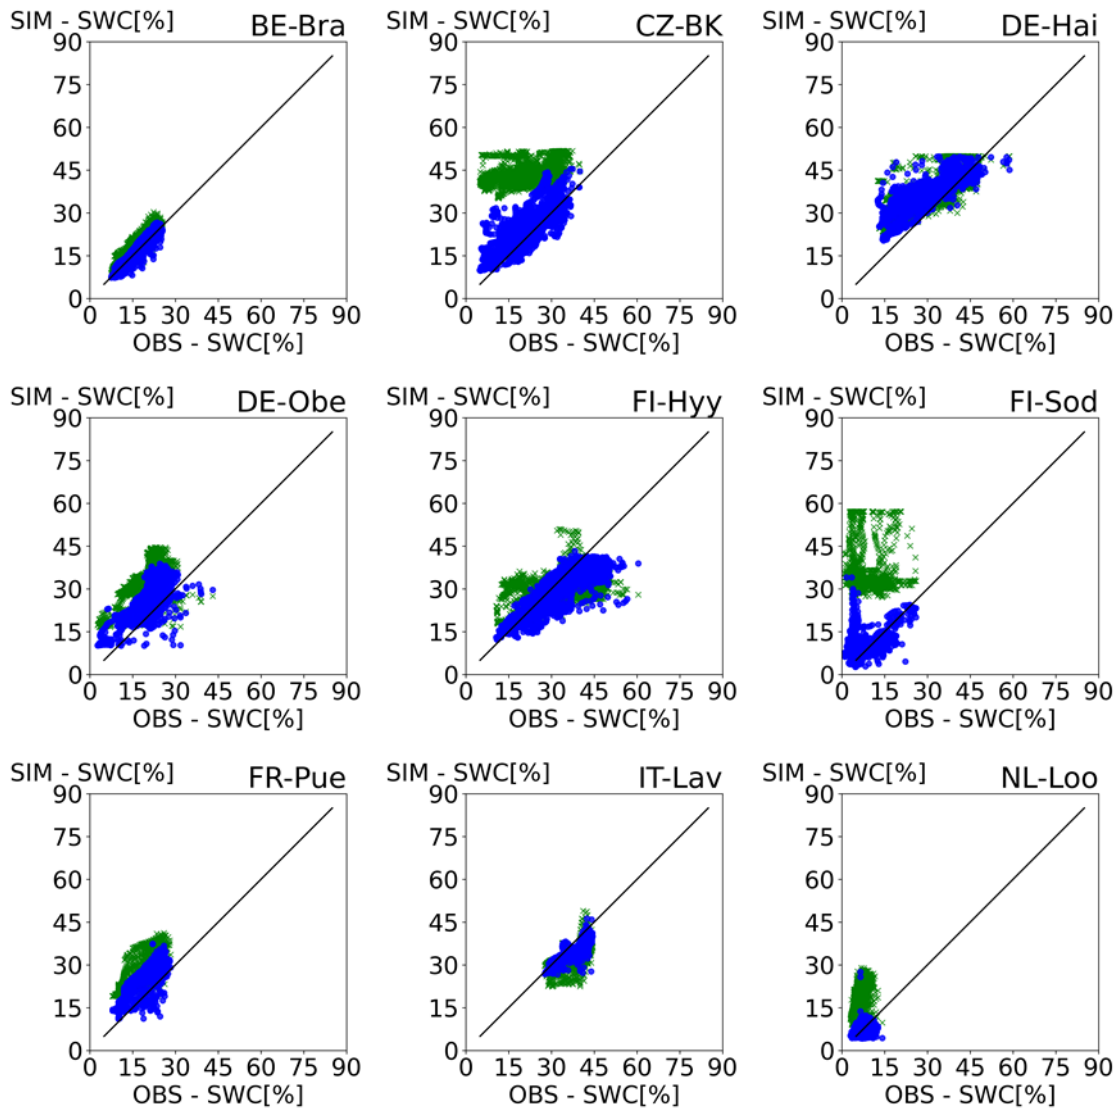 SIM - SWC[%] BE-Bra
90
75
60
45
30
15
0
0 15 30 45 60 75 90
OBS - SWC[%]
SIM - SWC[%] CZ-BK
90
75
60
45
30
15
0
0 15 30 45 60 75 90
OBS - SWC[%]
SIM - SWC[%] DE-Hai
90
75
60
45
30
15
0
0 15 30 45 60 75 90
OBS - SWC[%]
SIM - SWC[%] DE-Obe
90
75
60
45
30
15
0
0 15 30 45 60 75 90
OBS - SWC[%]
SIM - SWC[%] FI-Hyy
90
75
60
45
30
15
0
0 15 30 45 60 75 90
OBS - SWC[%]
SIM - SWC[%] FI-Sod
90
75
60
45
30
15
0
0 15 30 45 60 75 90
OBS - SWC[%]
SIM - SWC[%] FR-Pue
90
75
60
45
30
15
0
0 15 30 45 60 75 90
OBS - SWC[%]
SIM - SWC[%] IT-Lav
90
75
60
45
30
15
0
0 15 30 45 60 75 90
OBS - SWC[%]
SIM - SWC[%] NL-Loo
90
75
60
45
30
15
0
0 15 30 45 60 75 90
OBS - SWC[%]